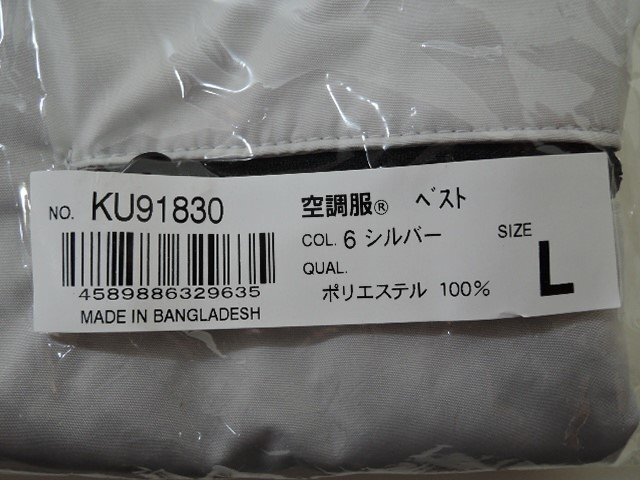 NO. KU91830
4589886329635
MADE IN BANGLADESH
空調服® ベスト
COL. 6 シルバー
QUAL.
ポリエステル 100%
SIZE
L